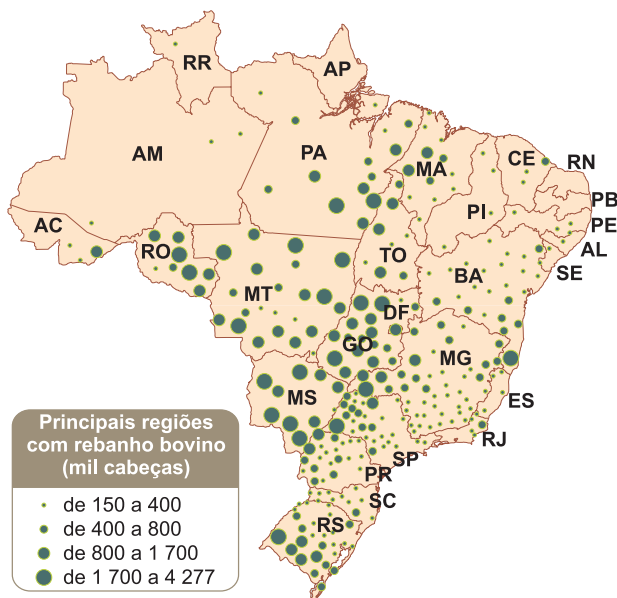 RR
AP
AM
PA
MA
CE
RN
PB
PE
AL
SE
PI
AC
RO
TO
BA
MT
DF
GO
MG
MS
ES
RJ
SP
PR
SC
RS
Principais regiões
com rebanho bovino
(mil cabeças)
de 150 a 400
de 400 a 800
de 800 a 1 700
de 1 700 a 4 277